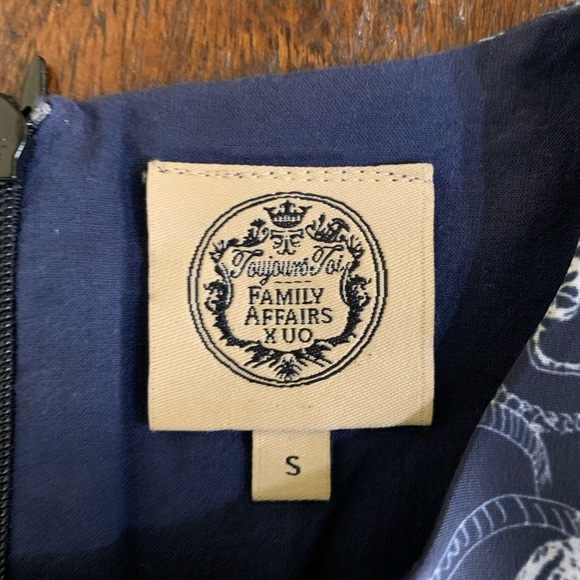 Toujours Toi
FAMILY
AFFAIRS
X UO
S